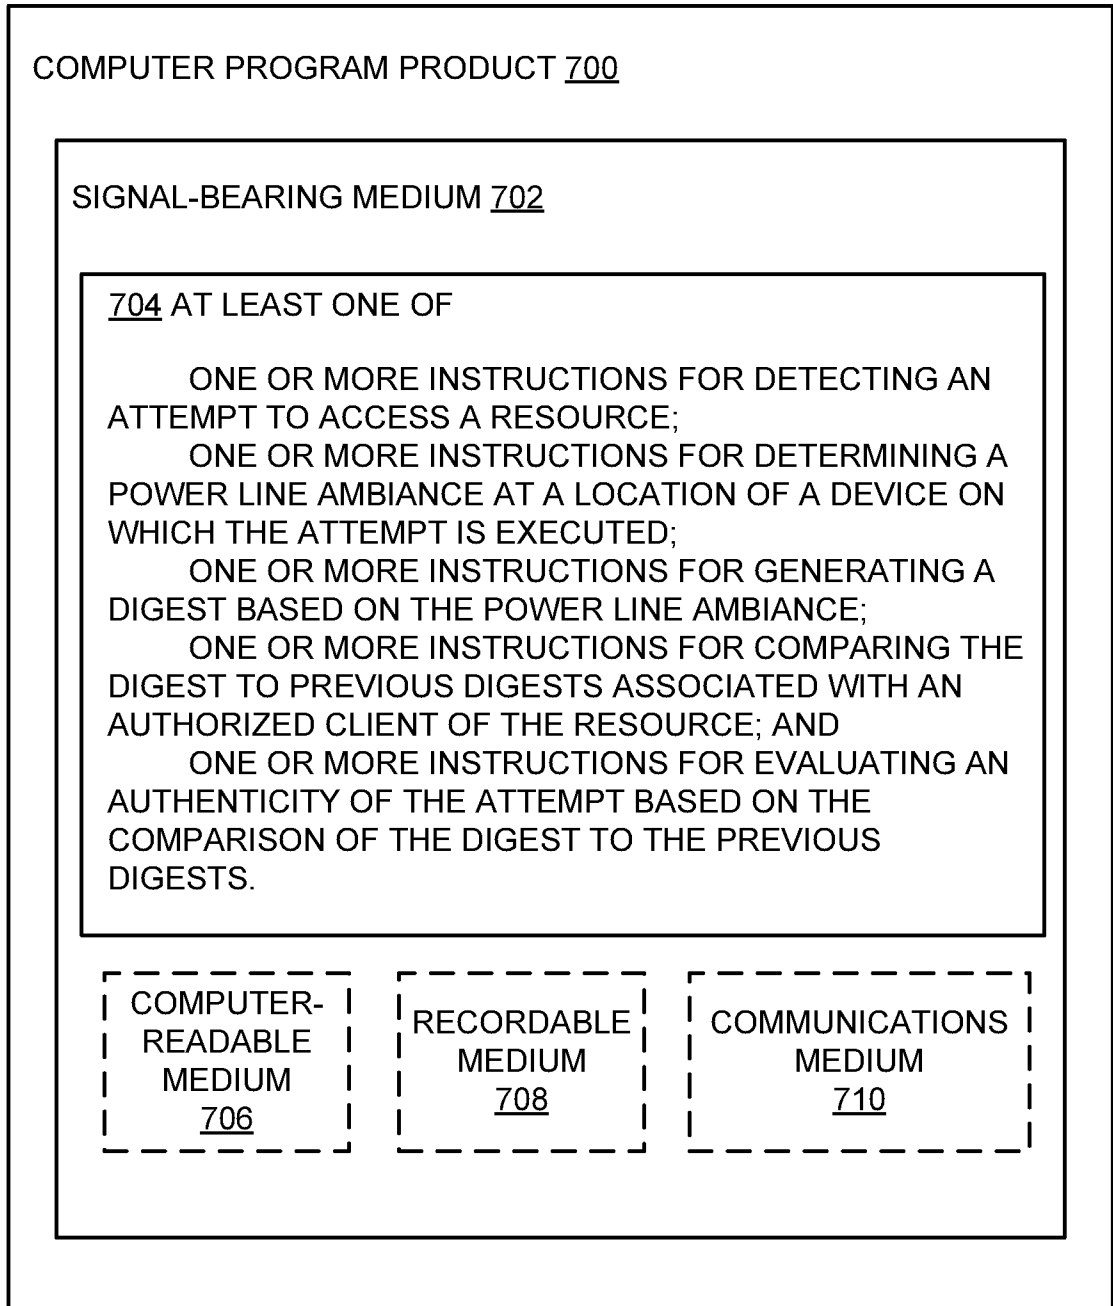 COMPUTER PROGRAM PRODUCT 700
SIGNAL-BEARING MEDIUM 702
704 AT LEAST ONE OF
ONE OR MORE INSTRUCTIONS FOR DETECTING AN
ATTEMPT TO ACCESS A RESOURCE;
ONE OR MORE INSTRUCTIONS FOR DETERMINING A
POWER LINE AMBIANCE AT A LOCATION OF A DEVICE ON
WHICH THE ATTEMPT IS EXECUTED;
ONE OR MORE INSTRUCTIONS FOR GENERATING A
DIGEST BASED ON THE POWER LINE AMBIANCE;
ONE OR MORE INSTRUCTIONS FOR COMPARING THE
DIGEST TO PREVIOUS DIGESTS ASSOCIATED WITH AN
AUTHORIZED CLIENT OF THE RESOURCE; AND
ONE OR MORE INSTRUCTIONS FOR EVALUATING AN
AUTHENTICITY OF THE ATTEMPT BASED ON THE
COMPARISON OF THE DIGEST TO THE PREVIOUS
DIGESTS.
COMPUTER-
READABLE
MEDIUM
706
RECORDABLE
MEDIUM
708
COMMUNICATIONS
MEDIUM
710